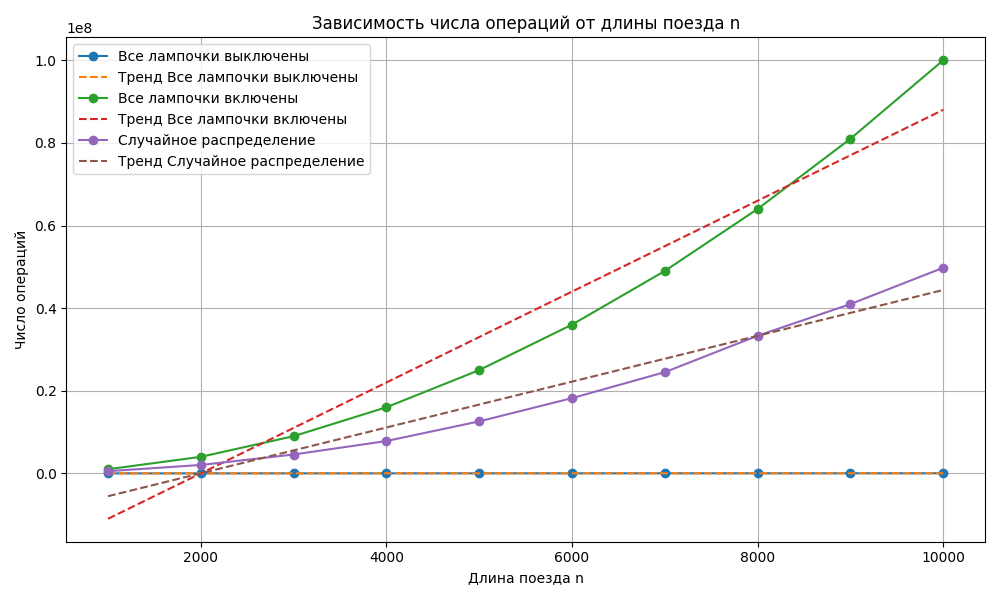 Зависимость числа операций от длины поезда n
1e8
Все лампочки выключены
Тренд Все лампочки выключены
Все лампочки включены
Тренд Все лампочки включены
Случайное распределение
Тренд Случайное распределение
Число операций
1.0
0.8
0.6
0.4
0.2
0.0
2000
4000
6000
8000
10000
Длина поезда n